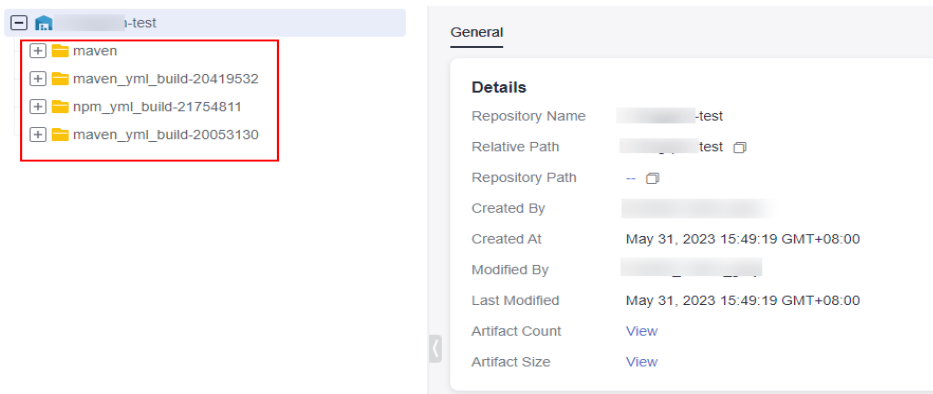 -test
maven
maven_yml_build-20419532
npm_yml_build-21754811
maven_yml_build-20053130
General
Details
Repository Name -test
Relative Path test
Repository Path --
Created By
Created At May 31, 2023 15:49:19 GMT+08:00
Modified By
Last Modified May 31, 2023 15:49:19 GMT+08:00
Artifact Count View
Artifact Size View